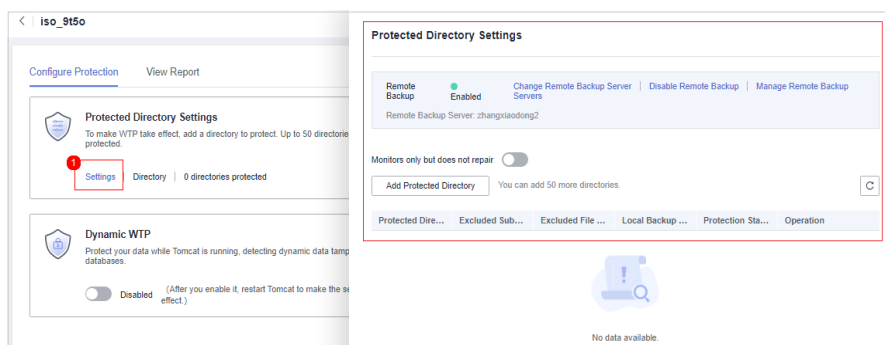 iso_9t5o
Configure Protection View Report
Protected Directory Settings
To make WTP take effect, add a directory to protect. Up to 50 directorie
protected.
1
Settings Directory 0 directories protected
Dynamic WTP
Protect your data while Tomcat is running, detecting dynamic data tamp
databases.
Disabled (After you enable it, restart Tomcat to make the se
effect.)
Protected Directory Settings
Remote Backup
Enabled
Change Remote Backup Server | Disable Remote Backup | Manage Remote Backup
Servers
Remote Backup Server: zhangxiaodong2
Monitors only but does not repair
Add Protected Directory You can add 50 more directories.
Protected Dire... Excluded Sub... Excluded File ... Local Backup ... Protection Sta... Operation
No data available.